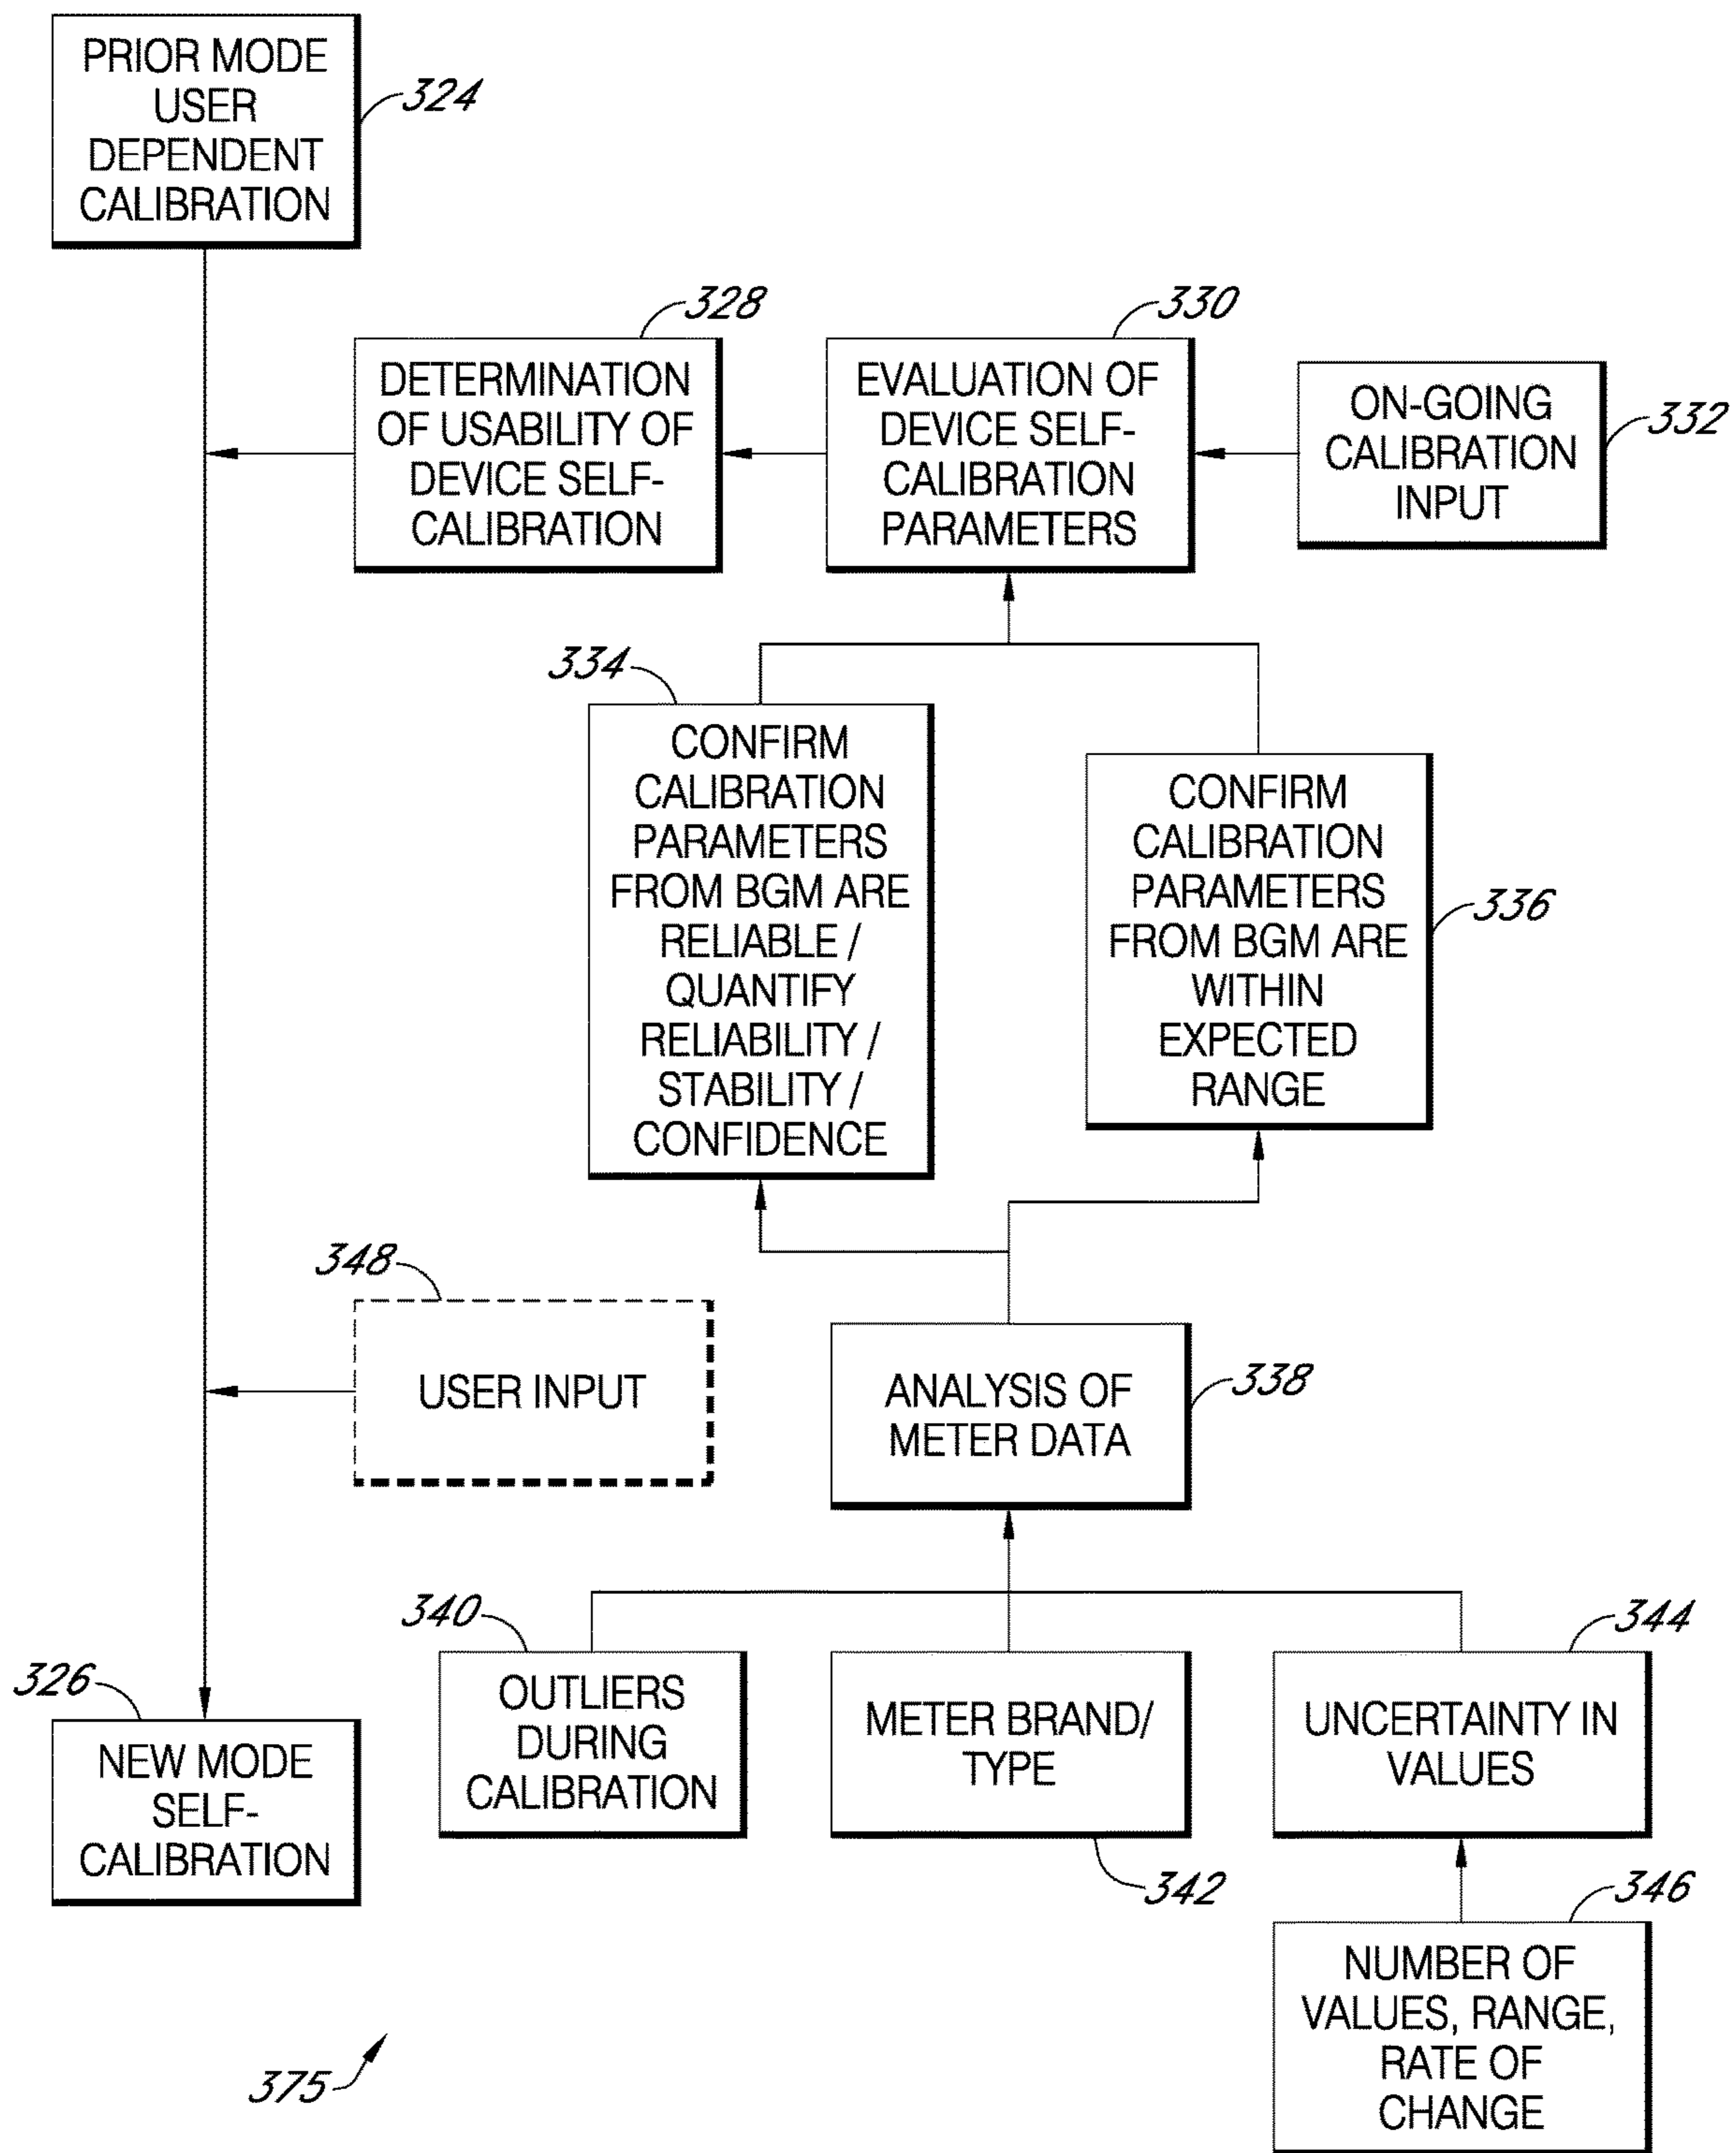 PRIOR MODE
USER
DEPENDENT
CALIBRATION
324
328
DETERMINATION
OF USABILITY OF
DEVICE SELF-
CALIBRATION
330
EVALUATION OF
DEVICE SELF-
CALIBRATION
PARAMETERS
ON-GOING
CALIBRATION
INPUT
332
334
CONFIRM
CALIBRATION
PARAMETERS
FROM BGM ARE
RELIABLE /
QUANTIFY
RELIABILITY /
STABILITY /
CONFIDENCE
CONFIRM
CALIBRATION
PARAMETERS
FROM BGM ARE
WITHIN
EXPECTED
RANGE
336
348
USER INPUT
ANALYSIS OF
METER DATA
338
326
NEW MODE
SELF-
CALIBRATION
340
OUTLIERS
DURING
CALIBRATION
METER BRAND/
TYPE
342
344
UNCERTAINTY IN
VALUES
346
NUMBER OF
VALUES, RANGE,
RATE OF
CHANGE
375